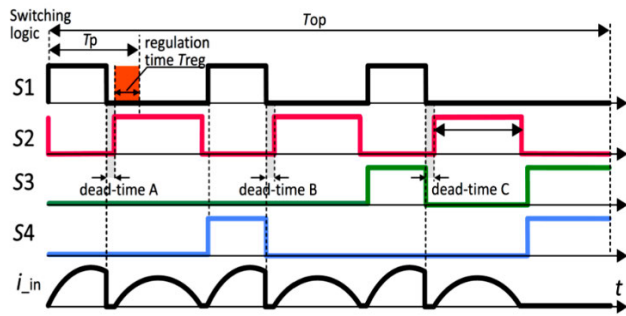 Switching
logic
Top
Tp
regulation
time Treg
S1
S2
dead-time A
dead-time B
dead-time C
S3
S4
i_in
t